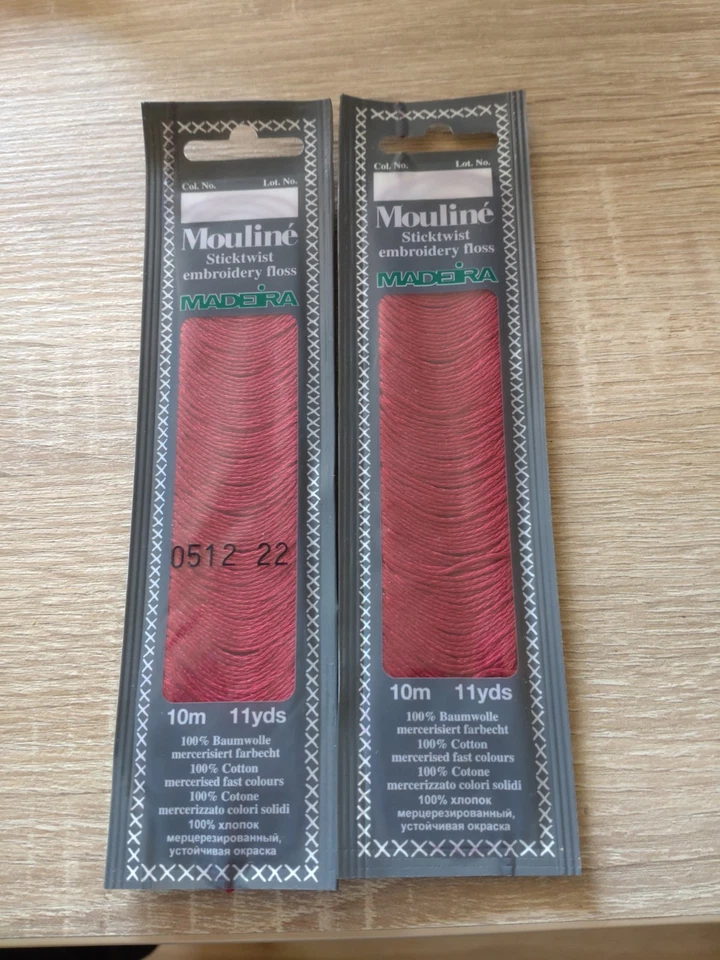 Col. No. Lot. No.
Mouliné
Sticktwist
embroidery floss
MADEIRA
0512 22
10m 11yds
100% Baumwolle
mercerisiert farbecht
100% Cotton
mercerised fast colours
100% Cotone
mercerizzato colori solidi
100% хлопок
мерцерезированный,
устойчивая окраска
Col. No. Lot. No.
Mouliné
Sticktwist
embroidery floss
MADEIRA
10m 11yds
100% Baumwolle
mercerisiert farbecht
100% Cotton
mercerised fast colours
100% Cotone
mercerizzato colori solidi
100% хлопок
мерцерезированный,
устойчивая окраска